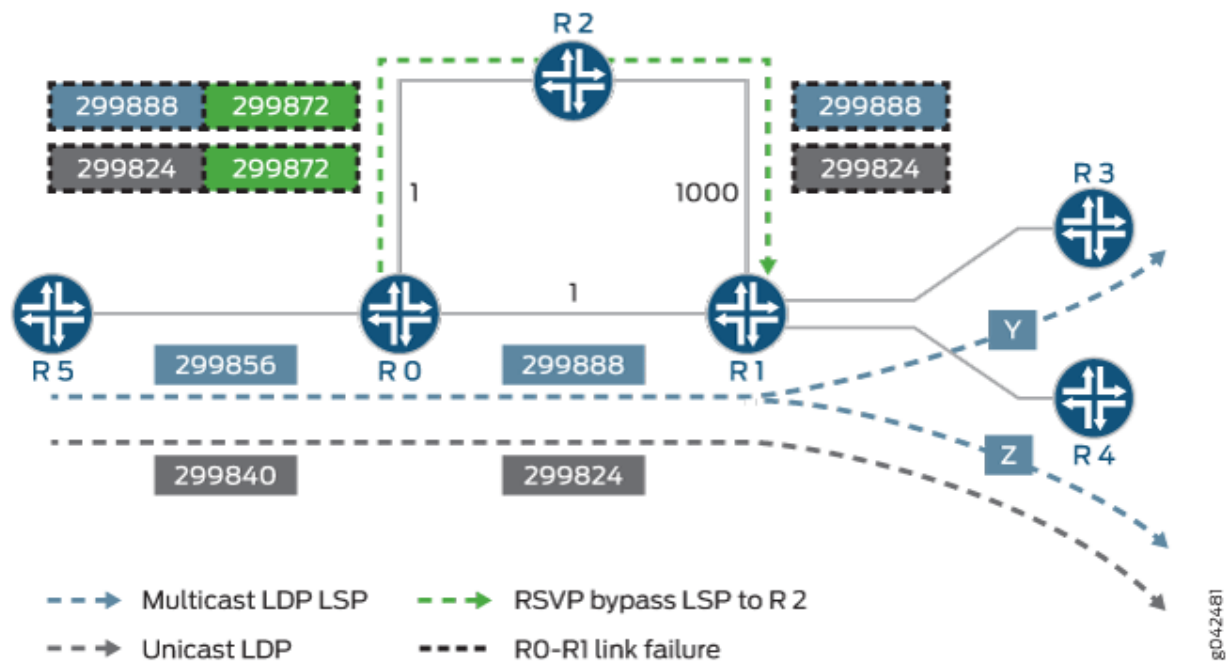 R 2
299888 299872
299888
299824 299872
299824
1
1000
R 3
1
R 5
299856
R 0
299888
R 1
Y
299840
299824
Z
R 4
Multicast LDP LSP
RSVP bypass LSP to R 2
Unicast LDP
R0-R1 link failure
g042481